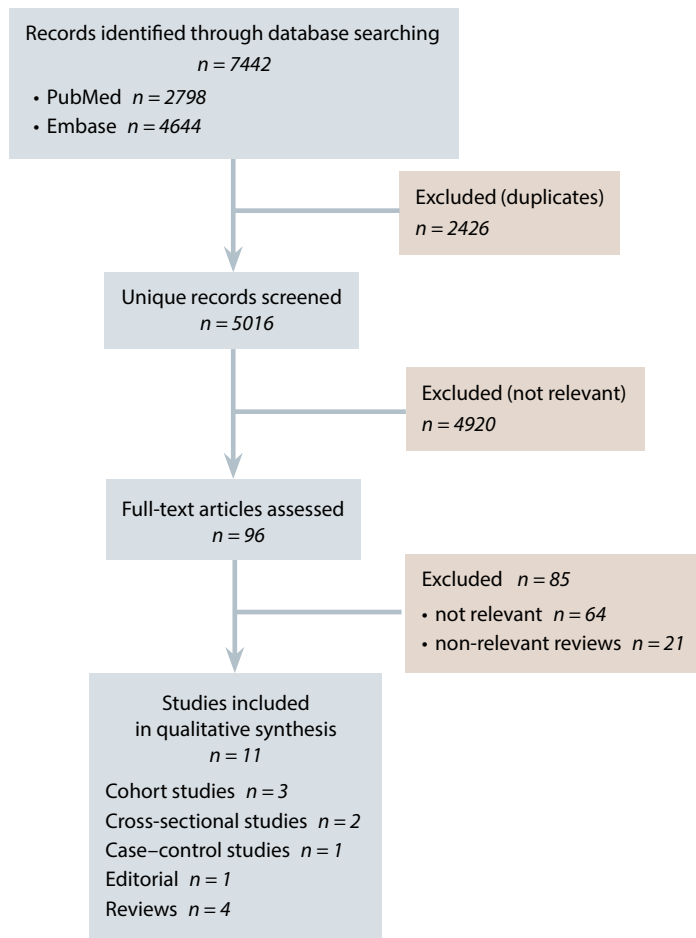 Records identified through database searching
n = 7442
• PubMed n = 2798
• Embase n = 4644
Excluded (duplicates)
n = 2426
Unique records screened
n = 5016
Excluded (not relevant)
n = 4920
Full-text articles assessed
n = 96
Excluded n = 85
• not relevant n = 64
• non-relevant reviews n = 21
Studies included
in qualitative synthesis
n = 11
Cohort studies n = 3
Cross-sectional studies n = 2
Case–control studies n = 1
Editorial n = 1
Reviews n = 4